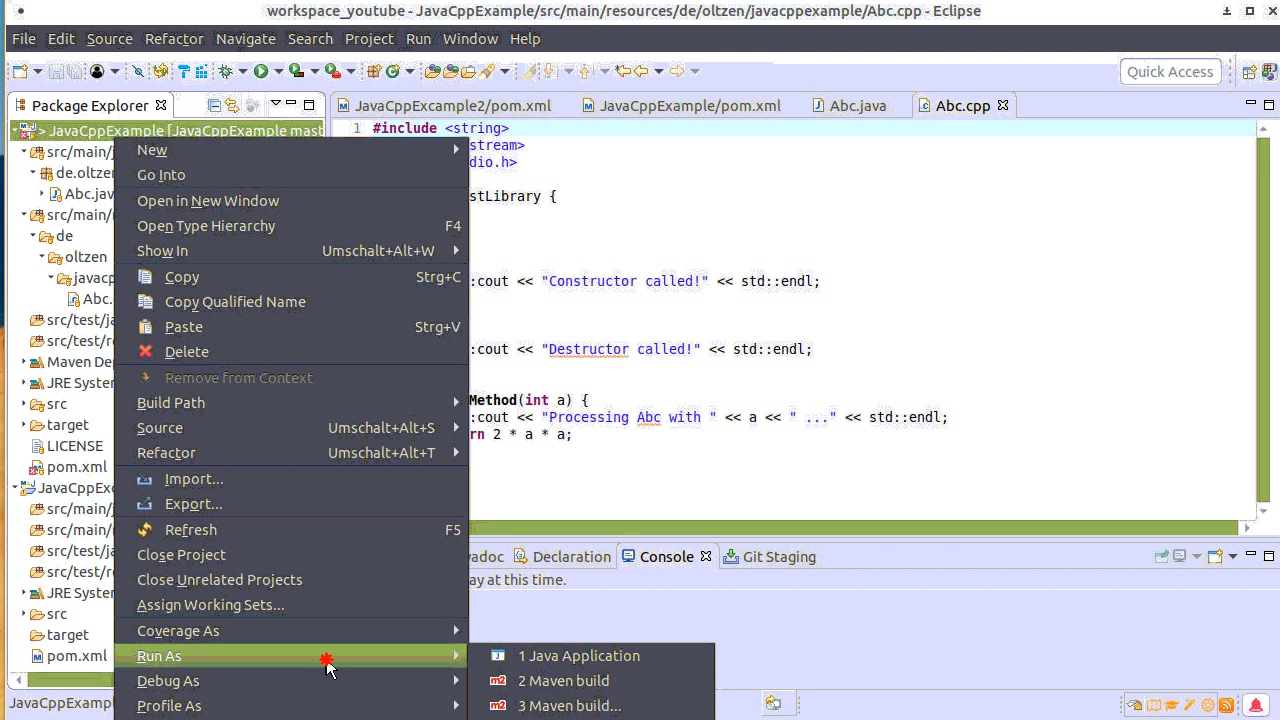 workspace_youtube - JavaCppExample/src/main/resources/de/oltzen/javacppexample/Abc.cpp - Eclipse
File Edit Source Refactor Navigate Search Project Run Window Help
Quick Access
Package Explorer
JavaCppExcample2/pom.xml JavaCppExample/pom.xml Abc.java Abc.cpp
> JavaCppExample [JavaCppExample mast
src/main/j
de.oltzen
Abc.jav
src/main/r
de
oltzen
javacp
Abc.
src/test/ja
src/test/re
Maven De
JRE System
src
target
LICENSE
pom.xml
JavaCppEx
src/main/j
src/main/r
src/test/ja
src/test/re
JRE System
src
target
pom.xml
New
Go Into
Open in New Window
Open Type Hierarchy F4
Show In Umschalt+Alt+W
Copy Strg+C
Copy Qualified Name
Paste Strg+V
Delete
Remove from Context
Build Path
Source Umschalt+Alt+S
Refactor Umschalt+Alt+T
Import...
Export...
Refresh F5
Close Project
Close Unrelated Projects
Assign Working Sets...
Coverage As
Run As
Debug As
Profile As
1 Java Application
2 Maven build
3 Maven build...
1 #include <string>
stream>
dio.h>
stLibrary {
:cout << "Constructor called!" << std::endl;
:cout << "Destructor called!" << std::endl;
Method(int a) {
:cout << "Processing Abc with " << a << " ..." << std::endl;
rn 2 * a * a;
vadoc Declaration Console Git Staging
ay at this time.
JavaCppExamp